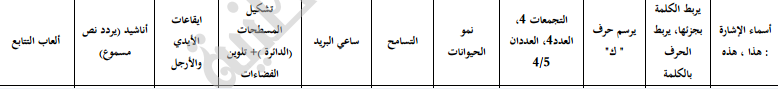 أسماء الإشارة
: هذا ، هذه
يربط الكلمة
بجزئها، يربط
الحرف
بالكلمة
يرسم حرف
" ك"
التجمعات 4،
العدد4، العددان
4/5
نمو
الحيوانات
التسامح
ساعي البريد
تشكيل
المسطحات
(الدائرة )+ تلوين
الفضاءات
ايقاعات
الأيدي
والأرجل
أناشيد (يردد نص
مسموع)
ألعاب التتابع